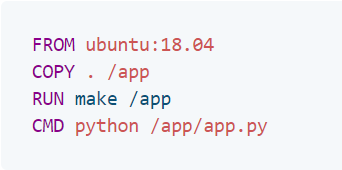 FROM ubuntu:18.04
COPY . /app
RUN make /app
CMD python /app/app.py